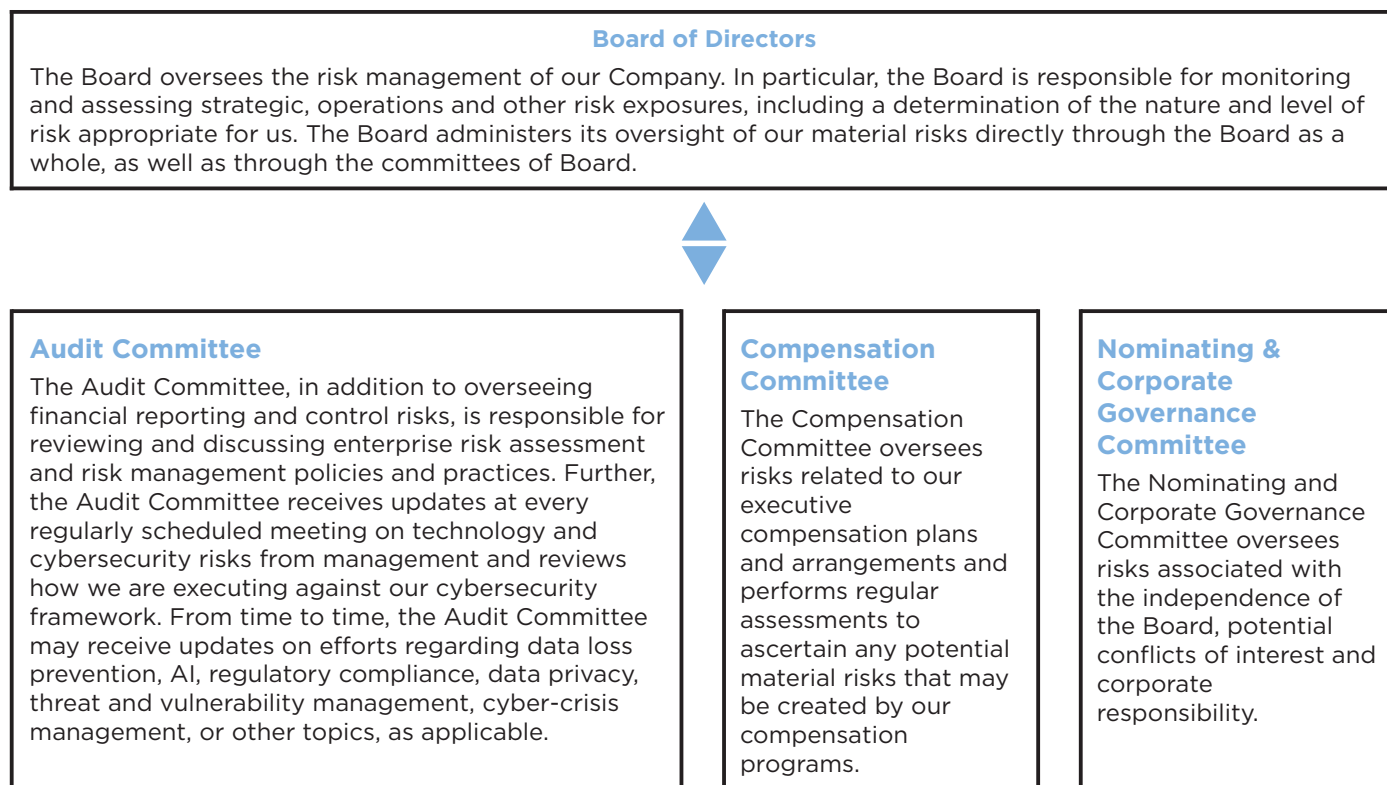 Board of Directors
The Board oversees the risk management of our Company. In particular, the Board is responsible for monitoring
and assessing strategic, operations and other risk exposures, including a determination of the nature and level of
risk appropriate for us. The Board administers its oversight of our material risks directly through the Board as a
whole, as well as through the committees of Board.
Audit Committee
The Audit Committee, in addition to overseeing
financial reporting and control risks, is responsible for
reviewing and discussing enterprise risk assessment
and risk management policies and practices. Further,
the Audit Committee receives updates at every
regularly scheduled meeting on technology and
cybersecurity risks from management and reviews
how we are executing against our cybersecurity
framework. From time to time, the Audit Committee
may receive updates on efforts regarding data loss
prevention, AI, regulatory compliance, data privacy,
threat and vulnerability management, cyber-crisis
management, or other topics, as applicable.
Compensation
Committee
The Compensation
Committee oversees
risks related to our
executive
compensation plans
and arrangements and
performs regular
assessments to
ascertain any potential
material risks that may
be created by our
compensation
programs.
Nominating &
Corporate
Governance
Committee
The Nominating and
Corporate Governance
Committee oversees
risks associated with
the independence of
the Board, potential
conflicts of interest and
corporate
responsibility.